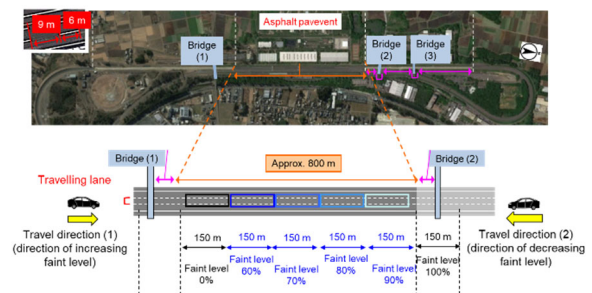 9 m
6 m
Asphalt pavevent
Bridge
(1)
Bridge
(2)
Bridge
(3)
Bridge (1)
Approx. 800 m
Bridge (2)
Travelling lane
Travel direction (1)
(direction of increasing
faint level)
Travel direction (2)
(direction of decreasing
faint level)
150 m
150 m
150 m
150 m
150 m
150 m
Faint level
0%
Faint level
60%
Faint level
70%
Faint level
80%
Faint level
90%
Faint level
100%